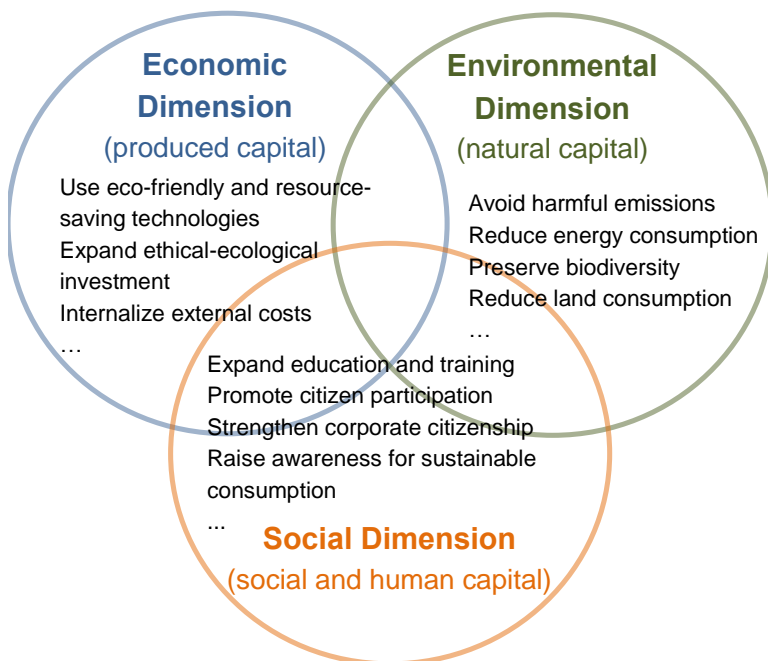 Economic
Dimension
(produced capital)
Use eco-friendly and resource-
saving technologies
Expand ethical-ecological
investment
Internalize external costs
…
Environmental
Dimension
(natural capital)
Avoid harmful emissions
Reduce energy consumption
Preserve biodiversity
Reduce land consumption
…
Expand education and training
Promote citizen participation
Strengthen corporate citizenship
Raise awareness for sustainable
consumption
...
Social Dimension
(social and human capital)